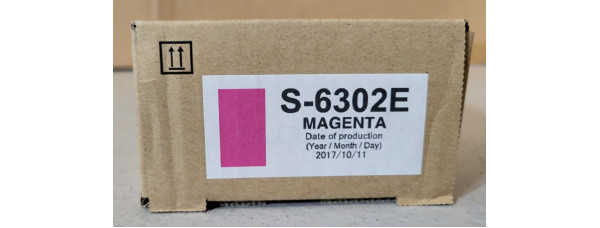 S-6302E
MAGENTA
Date of production
(Year / Month / Day)
2017/10/11